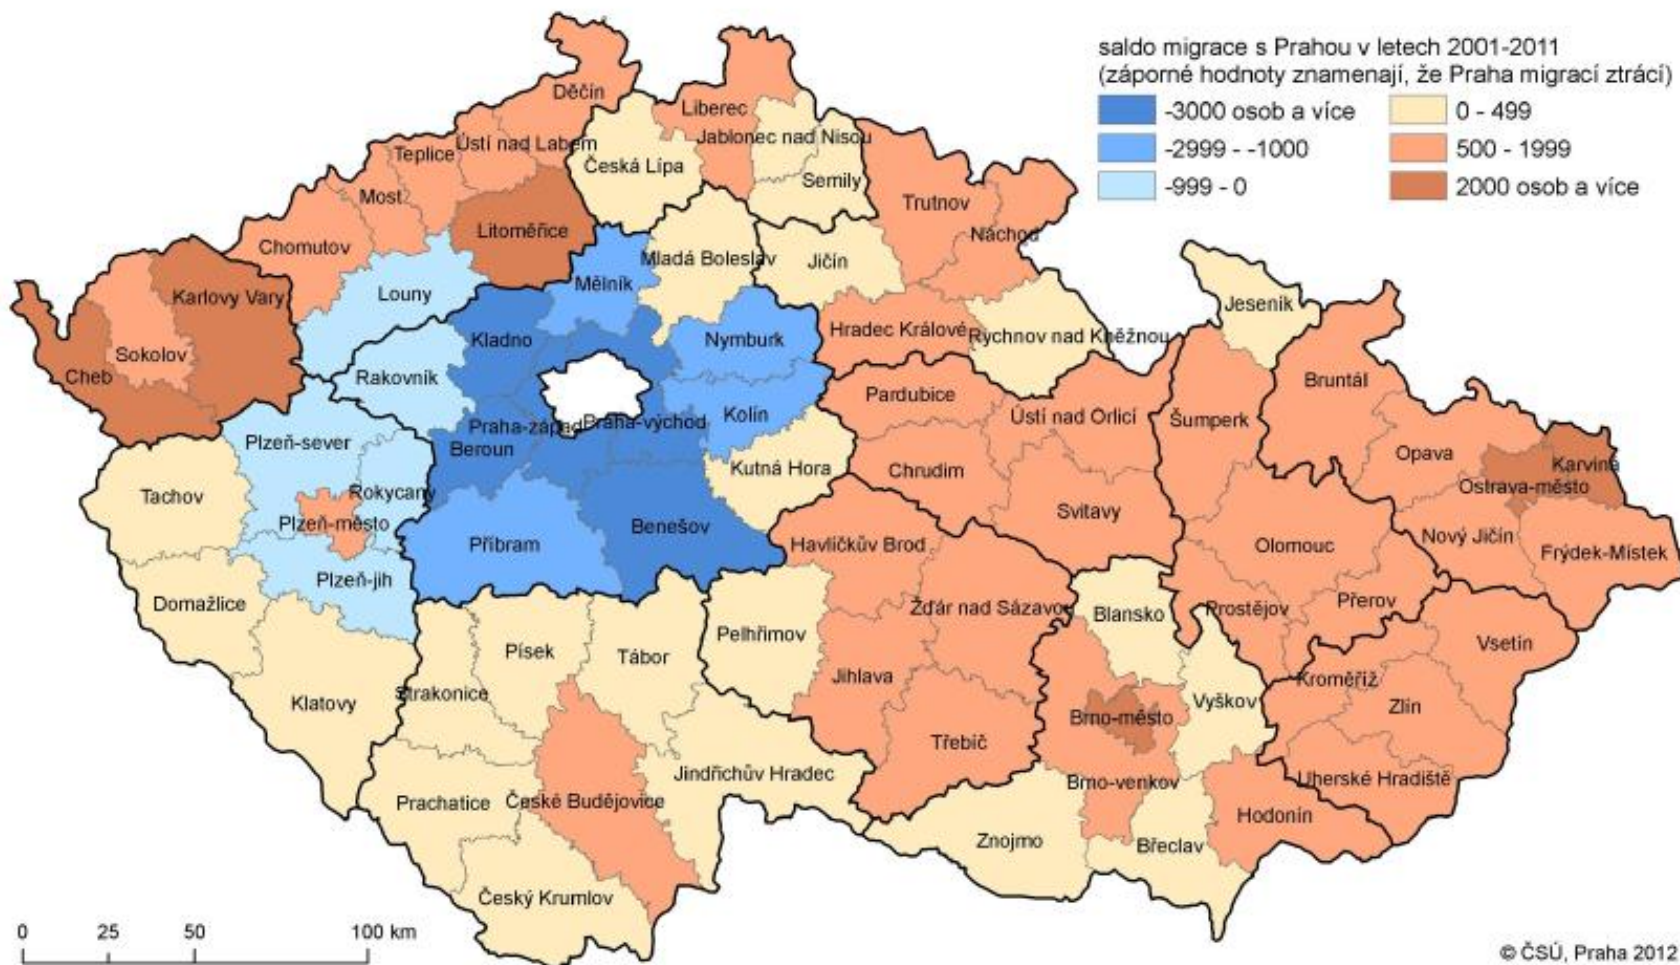 saldo migrace s Prahou v letech 2001-2011
(záporné hodnoty znamenají, že Praha migrací ztrácí)
-3000 osob a více
0 - 499
-2999 - -1000
500 - 1999
-999 - 0
2000 osob a více
Děčín
Liberec
Ústí nad Labem
Jablonec nad Nisou
Teplice
Česká Lípa
Semily
Most
Trutnov
Litoměřice
Náchod
Chomutov
Mladá Boleslav
Jičín
Mělník
Louny
Karlovy Vary
Jeseník
Kladno
Nymburk
Hradec Králové
Rychnov nad Kněžnou
Sokolov
Cheb
Rakovník
Bruntál
Pardubice
Ústí nad Orlicí
Šumperk
Kolín
Praha-západ
Praha-východ
Plzeň-sever
Beroun
Opava
Karviná
Kutná Hora
Chrudim
Ostrava-město
Tachov
Rokycany
Svitavy
Plzeň-město
Benešov
Nový Jičín
Příbram
Havlíčkův Brod
Olomouc
Frýdek-Místek
Plzeň-jih
Domažlice
Žďár nad Sázavou
Blansko
Prostějov
Přerov
Pelhřimov
Vsetín
Písek
Tábor
Jihlava
Kroměříž
Strakonice
Klatovy
Vyškov
Zlín
Brno-město
Třebíč
Jindřichův Hradec
Brno-venkov
Uherské Hradiště
Prachatice
České Budějovice
Hodonín
Znojmo
Břeclav
Český Krumlov
0 25 50 100 km
© ČSÚ, Praha 2012